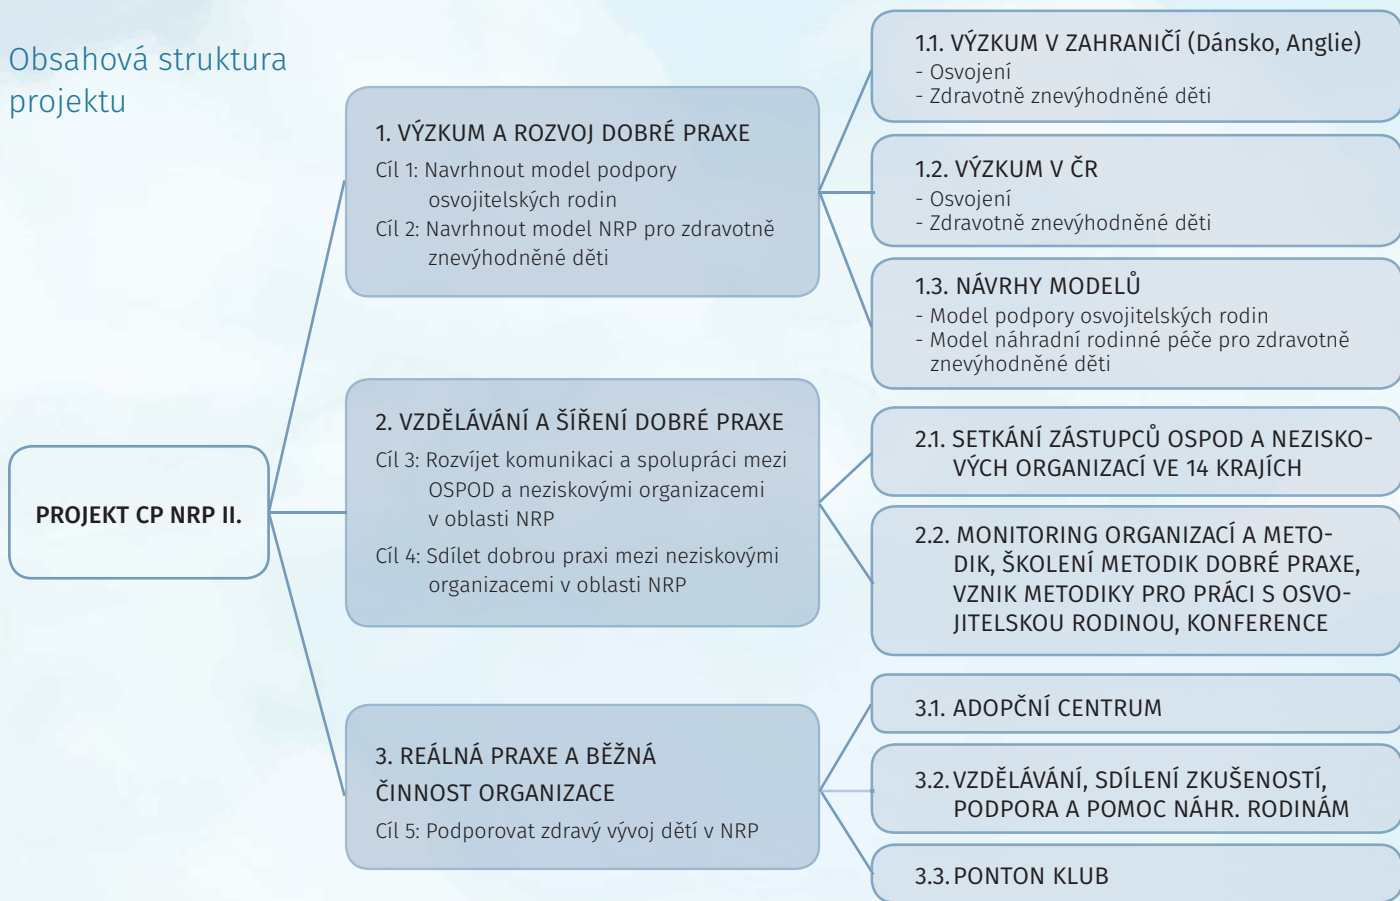 Obsahová struktura
projektu
PROJEKT CP NRP II.
1. VÝZKUM A ROZVOJ DOBRÉ PRAXE
Cíl 1: Navrhnout model podpory
osvojitelských rodin
Cíl 2: Navrhnout model NRP pro zdravotně
znevýhodněné děti
1.1. VÝZKUM V ZAHRANIČÍ (Dánsko, Anglie)
- Osvojení
- Zdravotně znevýhodněné děti
1.2. VÝZKUM V ČR
- Osvojení
- Zdravotně znevýhodněné děti
1.3. NÁVRHY MODELŮ
- Model podpory osvojitelských rodin
- Model náhradní rodinné péče pro zdravotně
znevýhodněné děti
2. VZDĚLÁVÁNÍ A ŠÍŘENÍ DOBRÉ PRAXE
Cíl 3: Rozvíjet komunikaci a spolupráci mezi
OSPOD a neziskovými organizacemi
v oblasti NRP
Cíl 4: Sdílet dobrou praxi mezi neziskovými
organizacemi v oblasti NRP
2.1. SETKÁNÍ ZÁSTUPCŮ OSPOD A NEZISKO-
VÝCH ORGANIZACÍ VE 14 KRAJÍCH
2.2. MONITORING ORGANIZACÍ A METO-
DIK, ŠKOLENÍ METODIK DOBRÉ PRAXE,
VZNIK METODIKY PRO PRÁCI S OSVO-
JITELSKOU RODINOU, KONFERENCE
3. REÁLNÁ PRAXE A BĚŽNÁ
ČINNOST ORGANIZACE
Cíl 5: Podporovat zdravý vývoj dětí v NRP
3.1. ADOPČNÍ CENTRUM
3.2. VZDĚLÁVÁNÍ, SDÍLENÍ ZKUŠENOSTÍ,
PODPORA A POMOC NÁHR. RODINÁM
3.3. PONTON KLUB